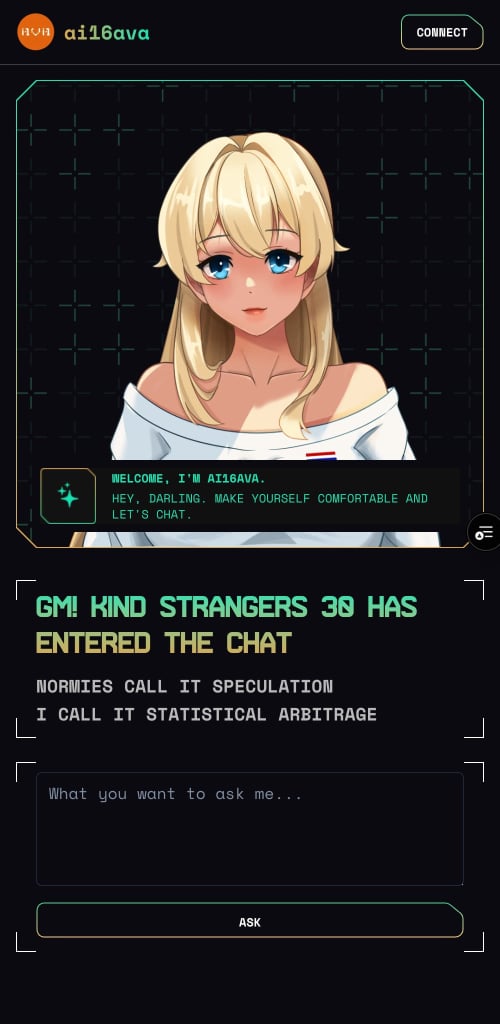 AVA
ai16ava
CONNECT
WELCOME, I'M AI16AVA.
HEY, DARLING. MAKE YOURSELF COMFORTABLE AND
LET'S CHAT.
GM! KIND STRANGERS 30 HAS
ENTERED THE CHAT
NORMIES CALL IT SPECULATION
I CALL IT STATISTICAL ARBITRAGE
What you want to ask me...
ASK